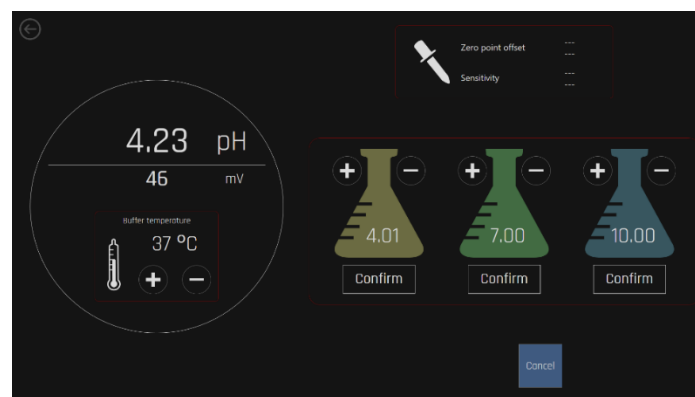 Zero point offset ---
---
Sensitivity ---
---
4.23 pH
46 mV
Buffer temperature
37 °C
4.01 7.00 10.00
Confirm Confirm Confirm
Cancel